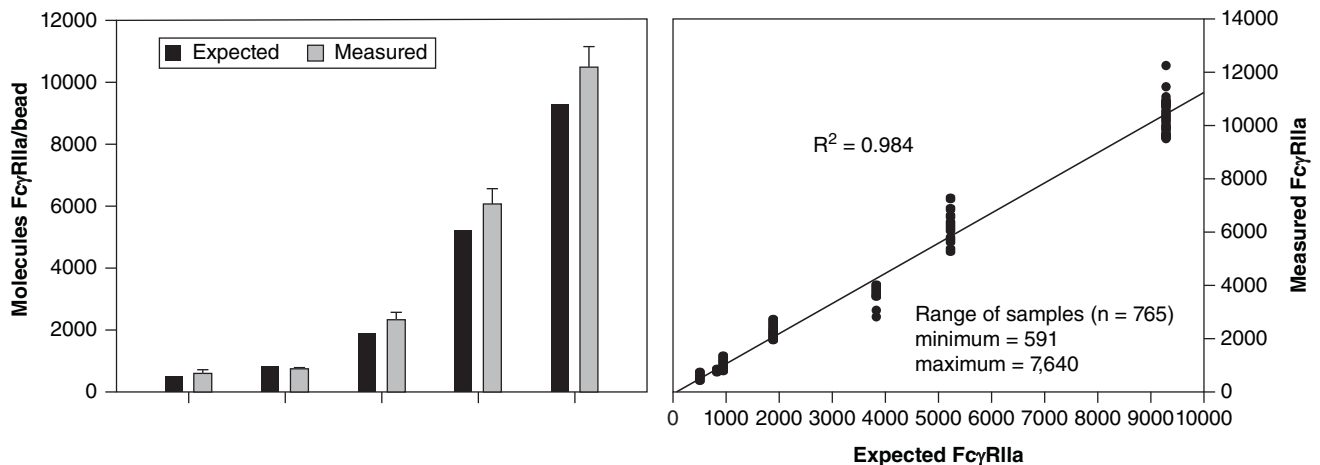 12000
10000
8000
6000
4000
2000
0
Molecules FcγRIIa/bead
Expected
Measured
R² = 0.984
Range of samples (n = 765)
minimum = 591
maximum = 7,640
14000
12000
10000
8000
6000
4000
2000
0
Measured FcγRIIa
0 1000 2000 3000 4000 5000 6000 7000 8000 9000 10000
Expected FcγRIIa